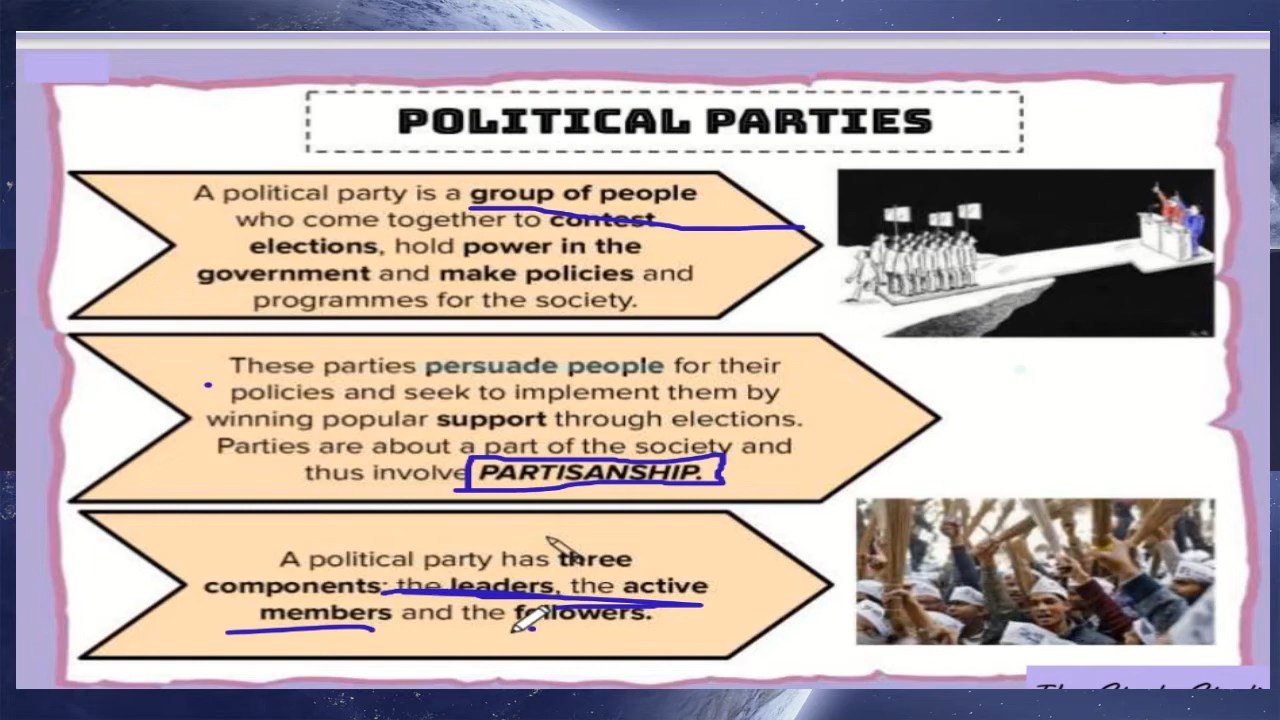 POLITICAL PARTIES
A political party is a group of people
who come together to contest
elections, hold power in the
government and make policies and
programmes for the society.
These parties persuade people for their
policies and seek to implement them by
winning popular support through elections.
Parties are about a part of the society and
thus involve PARTISANSHIP.
A political party has three
components: the leaders, the active
members and the followers.